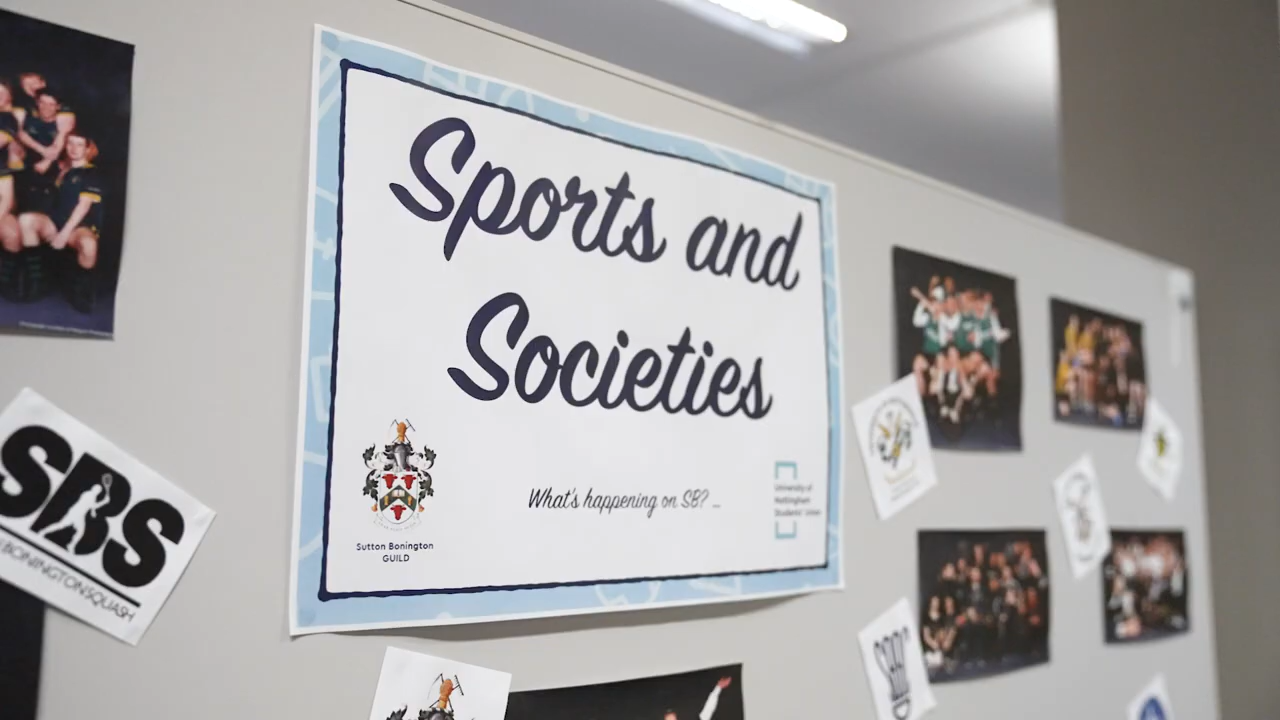 Sports and
Societies
What's happening on SB? ...
Sutton Bonington
GUILD
University of
Nottingham
Students' Union
SBS
BONINGTONSQUASH